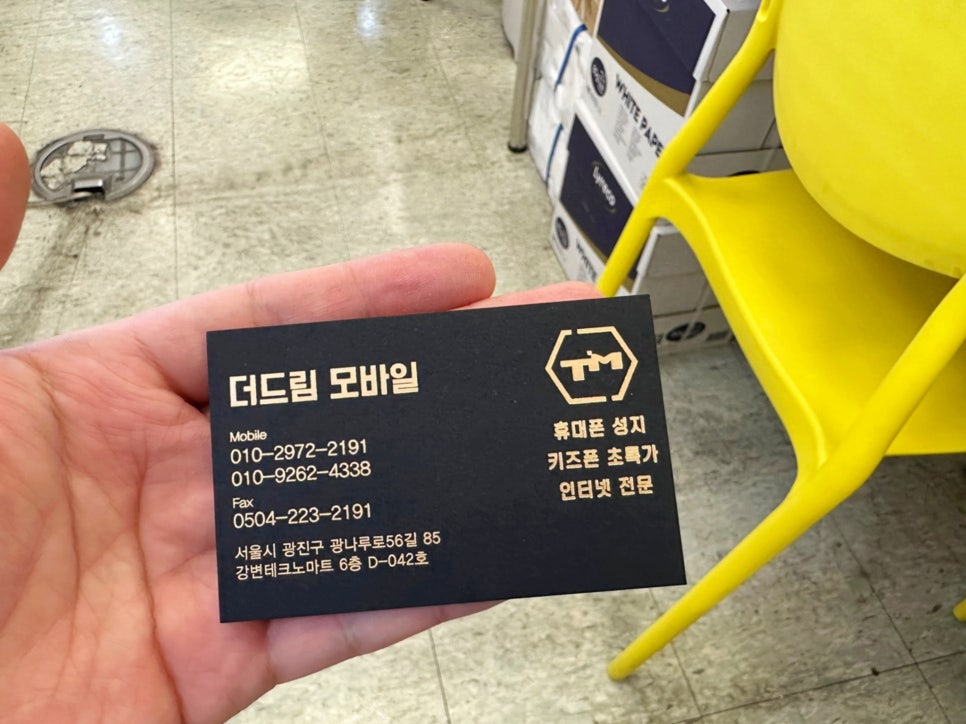 더드림 모바일
Mobile
010-2972-2191
010-9262-4338
Fax
0504-223-2191
서울시 광진구 광나루로56길 85
강변테크노마트 6층 D-042호
TM
휴대폰 성지
키즈폰 초특가
인터넷 전문
WHITE PAPE
WHITE